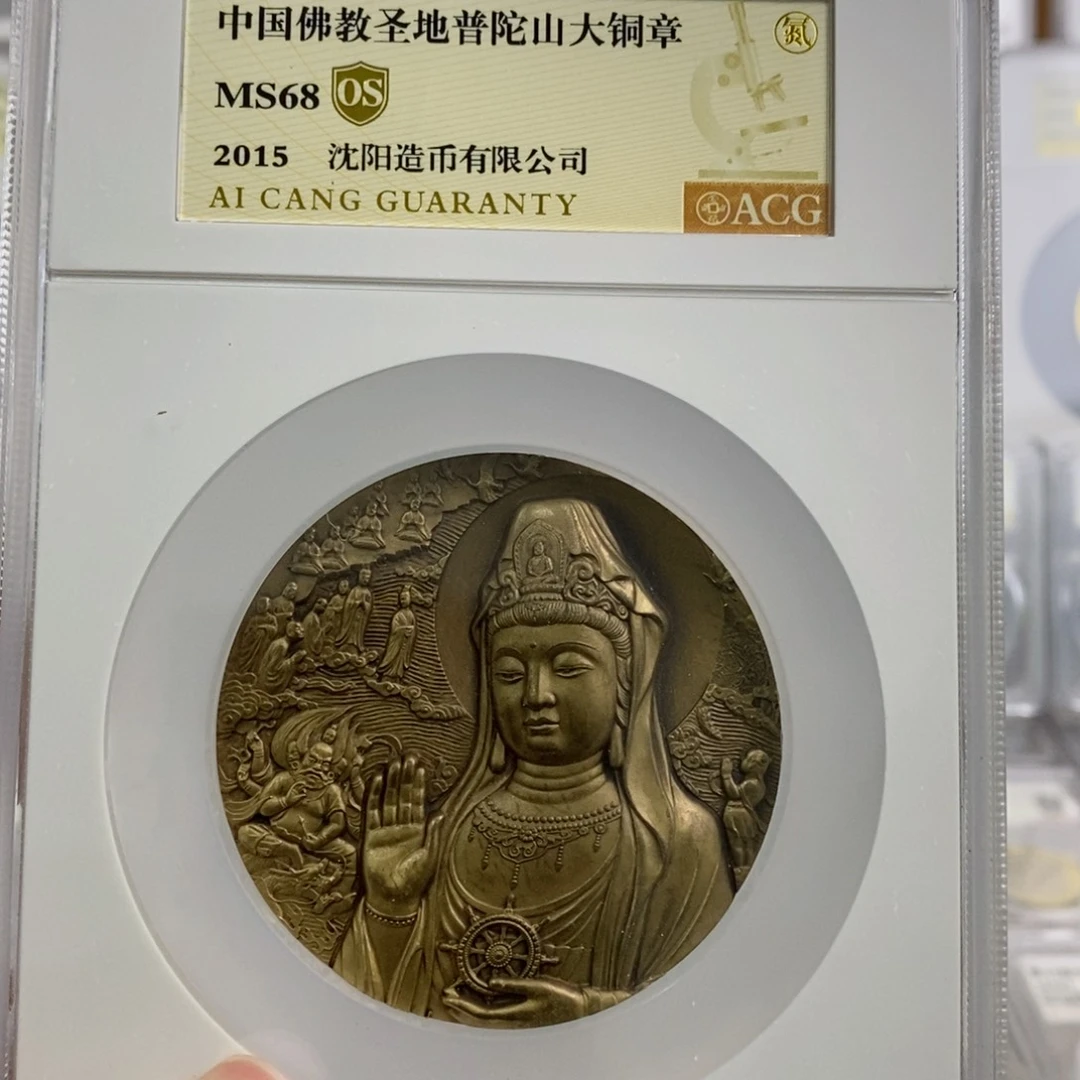 中国佛教圣地普陀山大铜章 氮
MS68 OS
2015 沈阳造币有限公司
AI CANG GUARANTY
ACG